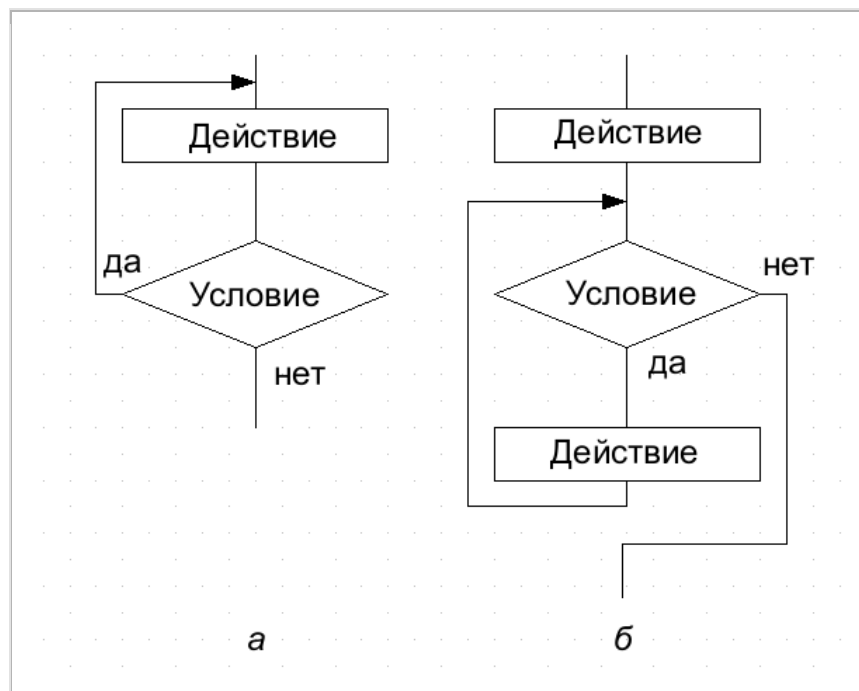 Действие
Условие
да
нет
а
Действие
Условие
нет
да
Действие
б